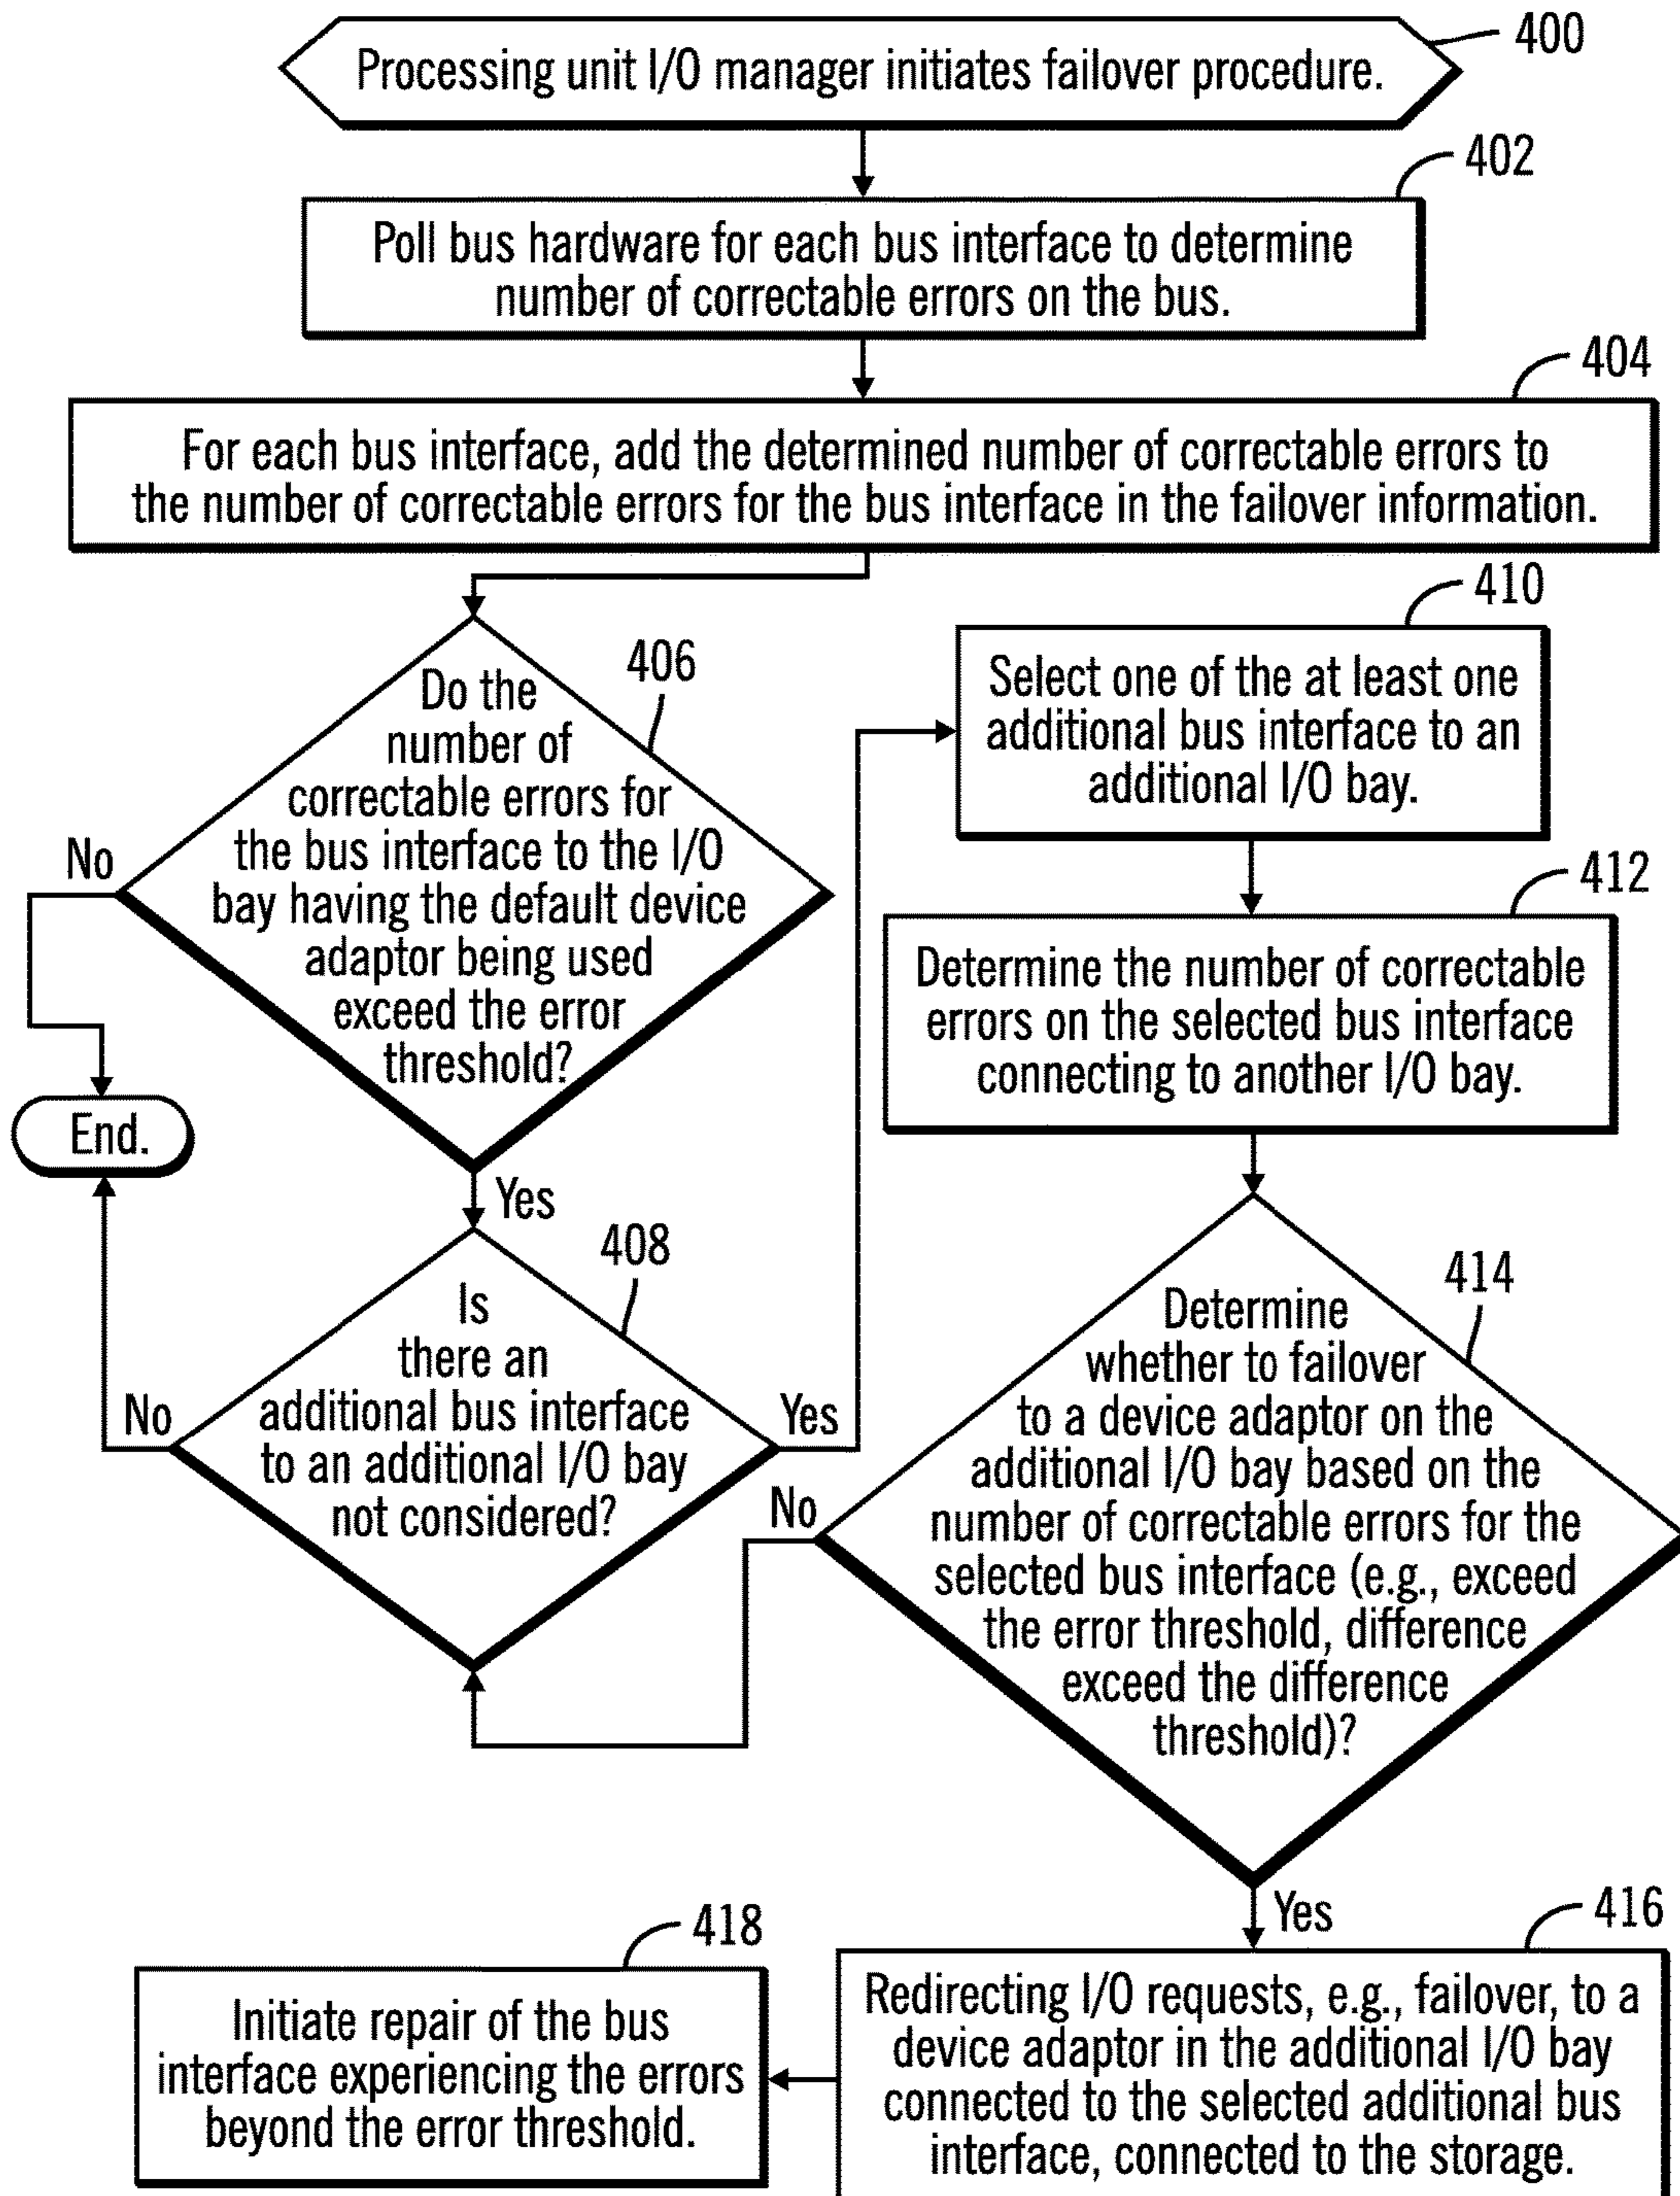 Processing unit I/O manager initiates failover procedure.
400
402
Poll bus hardware for each bus interface to determine
number of correctable errors on the bus.
404
For each bus interface, add the determined number of correctable errors to
the number of correctable errors for the bus interface in the failover information.
406
Do the
number of
correctable errors for
the bus interface to the I/O
bay having the default device
adaptor being used
exceed the error
threshold?
No
End.
Yes
408
Is
there an
additional bus interface
to an additional I/O bay
not considered?
No
Yes
410
Select one of the at least one
additional bus interface to an
additional I/O bay.
412
Determine the number of correctable
errors on the selected bus interface
connecting to another I/O bay.
414
Determine
whether to failover
to a device adaptor on the
additional I/O bay based on the
number of correctable errors for the
selected bus interface (e.g., exceed
the error threshold, difference
exceed the difference
threshold)?
No
Yes
416
Redirecting I/O requests, e.g., failover, to a
device adaptor in the additional I/O bay
connected to the selected additional bus
interface, connected to the storage.
418
Initiate repair of the bus
interface experiencing the errors
beyond the error threshold.